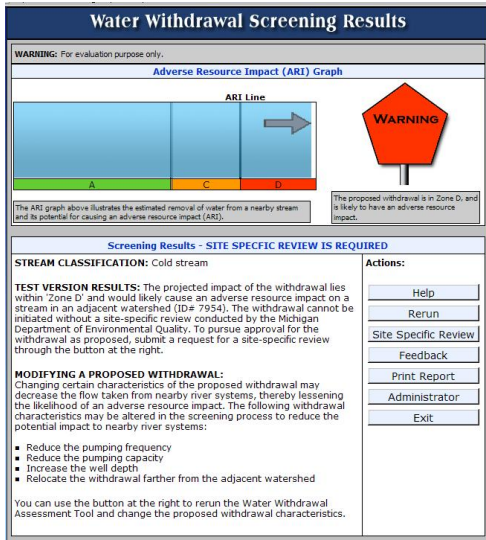 Water Withdrawal Screening Results
WARNING: For evaluation purpose only.
Adverse Resource Impact (ARI) Graph
ARI Line
A
C
D
The ARI graph above illustrates the estimated removal of water from a nearby stream
and its potential for causing an adverse resource impact (ARI).
WARNING
The proposed withdrawal is in Zone D, and
is likely to have an adverse resource
impact.
Screening Results - SITE SPECFIC REVIEW IS REQUIRED
STREAM CLASSIFICATION: Cold stream
TEST VERSION RESULTS: The projected impact of the withdrawal lies
within 'Zone D' and would likely cause an adverse resource impact on a
stream in an adjacent watershed (ID# 7954). The withdrawal cannot be
initiated without a site-specific review conducted by the Michigan
Department of Environmental Quality. To pursue approval for the
withdrawal as proposed, submit a request for a site-specific review
through the button at the right.
MODIFYING A PROPOSED WITHDRAWAL:
Changing certain characteristics of the proposed withdrawal may
decrease the flow taken from nearby river systems, thereby lessening
the likelihood of an adverse resource impact. The following withdrawal
characteristics may be altered in the screening process to reduce the
potential impact to nearby river systems:
▪ Reduce the pumping frequency
▪ Reduce the pumping capacity
▪ Increase the well depth
▪ Relocate the withdrawal farther from the adjacent watershed
You can use the button at the right to rerun the Water Withdrawal
Assessment Tool and change the proposed withdrawal characteristics.
Actions:
Help
Rerun
Site Specific Review
Feedback
Print Report
Administrator
Exit